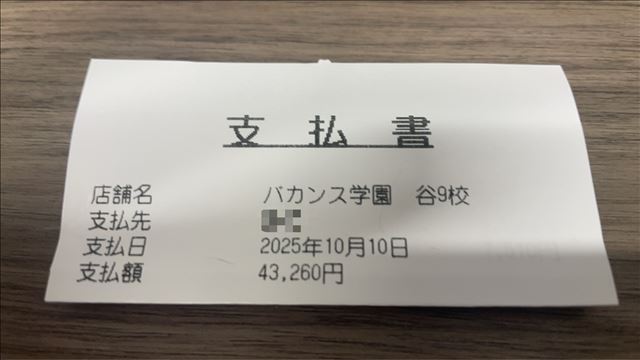 支払書
店舗名 バカンス学園 谷9校
支払先
支払日 2025年10月10日
支払額 43,260円